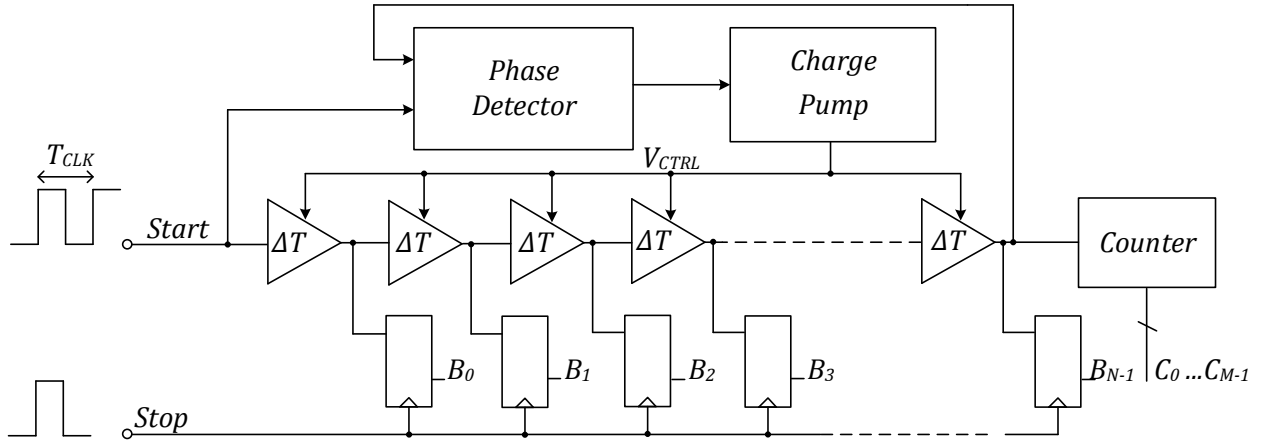 Phase
Detector
Charge
Pump
T_CLK
V_CTRL
Start
ΔT
ΔT
ΔT
ΔT
ΔT
Counter
B_0
B_1
B_2
B_3
B_N-1
C_0 ...C_M-1
Stop